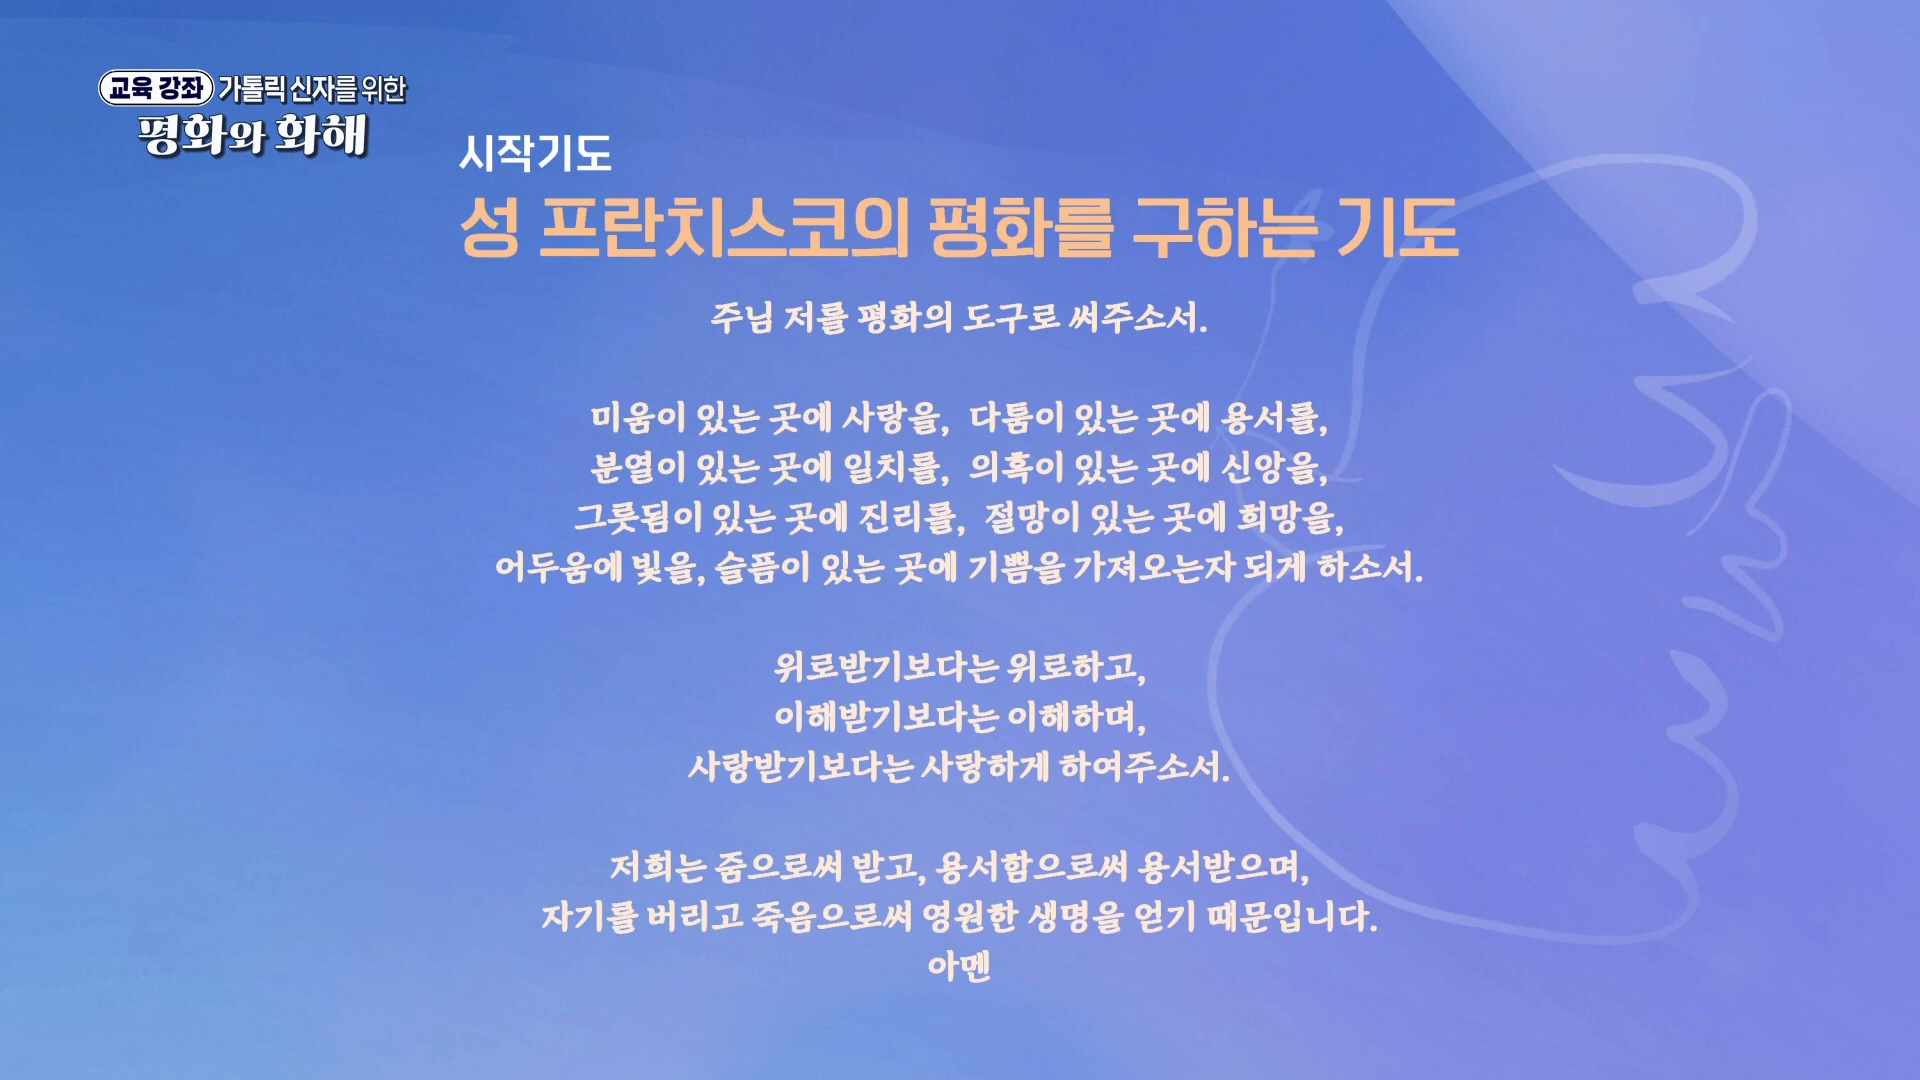 교육 강좌 가톨릭 신자를 위한
평화와 화해
시작기도
성 프란치스코의 평화를 구하는 기도
주님 저를 평화의 도구로 써주소서.
미움이 있는 곳에 사랑을, 다툼이 있는 곳에 용서를,
분열이 있는 곳에 일치를, 의혹이 있는 곳에 신앙을,
그릇됨이 있는 곳에 진리를, 절망이 있는 곳에 희망을,
어두움에 빛을, 슬픔이 있는 곳에 기쁨을 가져오는자 되게 하소서.
위로받기보다는 위로하고,
이해받기보다는 이해하며,
사랑받기보다는 사랑하게 하여주소서.
저희는 줌으로써 받고, 용서함으로써 용서받으며,
자기를 버리고 죽음으로써 영원한 생명을 얻기 때문입니다.
아멘